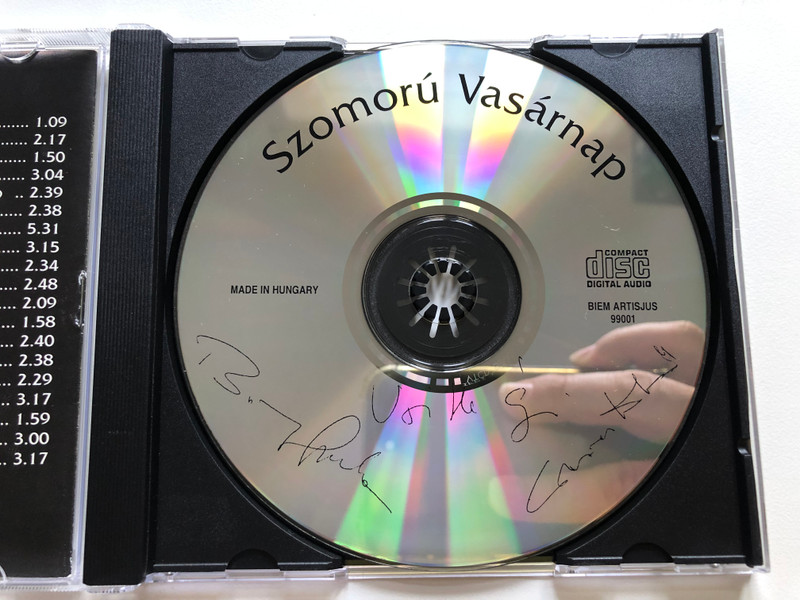 ........ 1.09
....... 2.17
....... 1.50
....... 3.04
o .. 2.39
...... 2.38
...... 5.31
...... 3.15
.... 2.34
..... 2.48
..... 2.09
.... 1.58
.... 2.40
.... 2.38
.... 2.29
.. 3.17
... 1.59
.. 3.00
.. 3.17
Szomorú Vasárnap
MADE IN HUNGARY
COMPACT
disc
DIGITAL AUDIO
BIEM ARTISJUS
99001